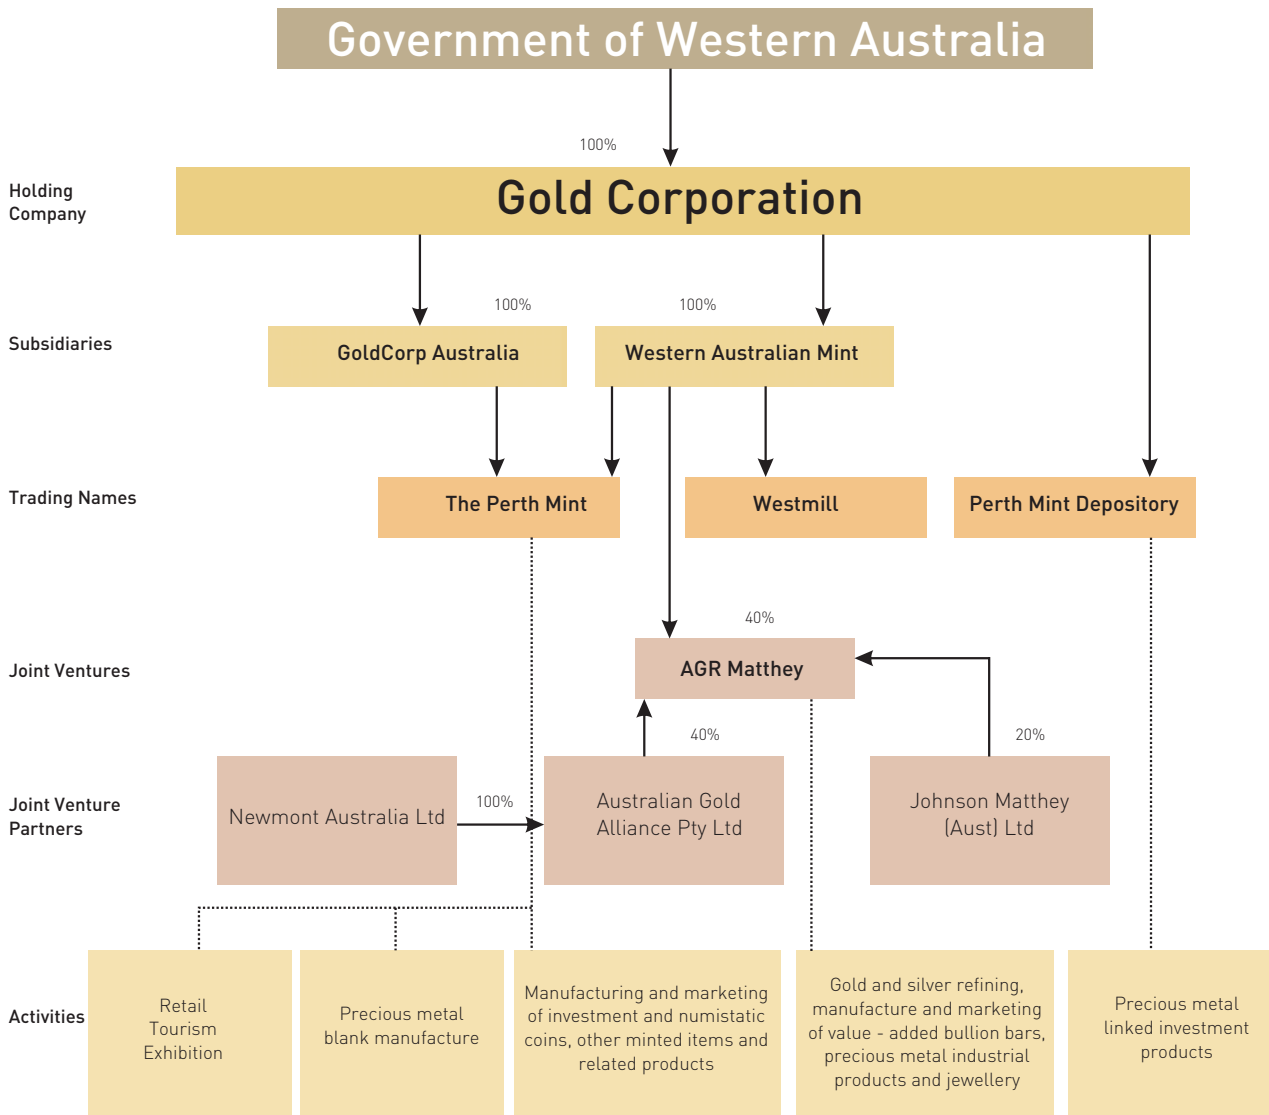 Government of Western Australia
100%
Holding
Company
Gold Corporation
100%
100%
Subsidiaries
GoldCorp Australia
Western Australian Mint
Trading Names
The Perth Mint
Westmill
Perth Mint Depository
40%
Joint Ventures
AGR Matthey
40%
20%
Joint Venture
Partners
Newmont Australia Ltd
100%
Australian Gold
Alliance Pty Ltd
Johnson Matthey
(Aust) Ltd
Activities
Retail
Tourism
Exhibition
Precious metal
blank manufacture
Manufacturing and marketing
of investment and numistatic
coins, other minted items and
related products
Gold and silver refining,
manufacture and marketing
of value - added bullion bars,
precious metal industrial
products and jewellery
Precious metal
linked investment
products